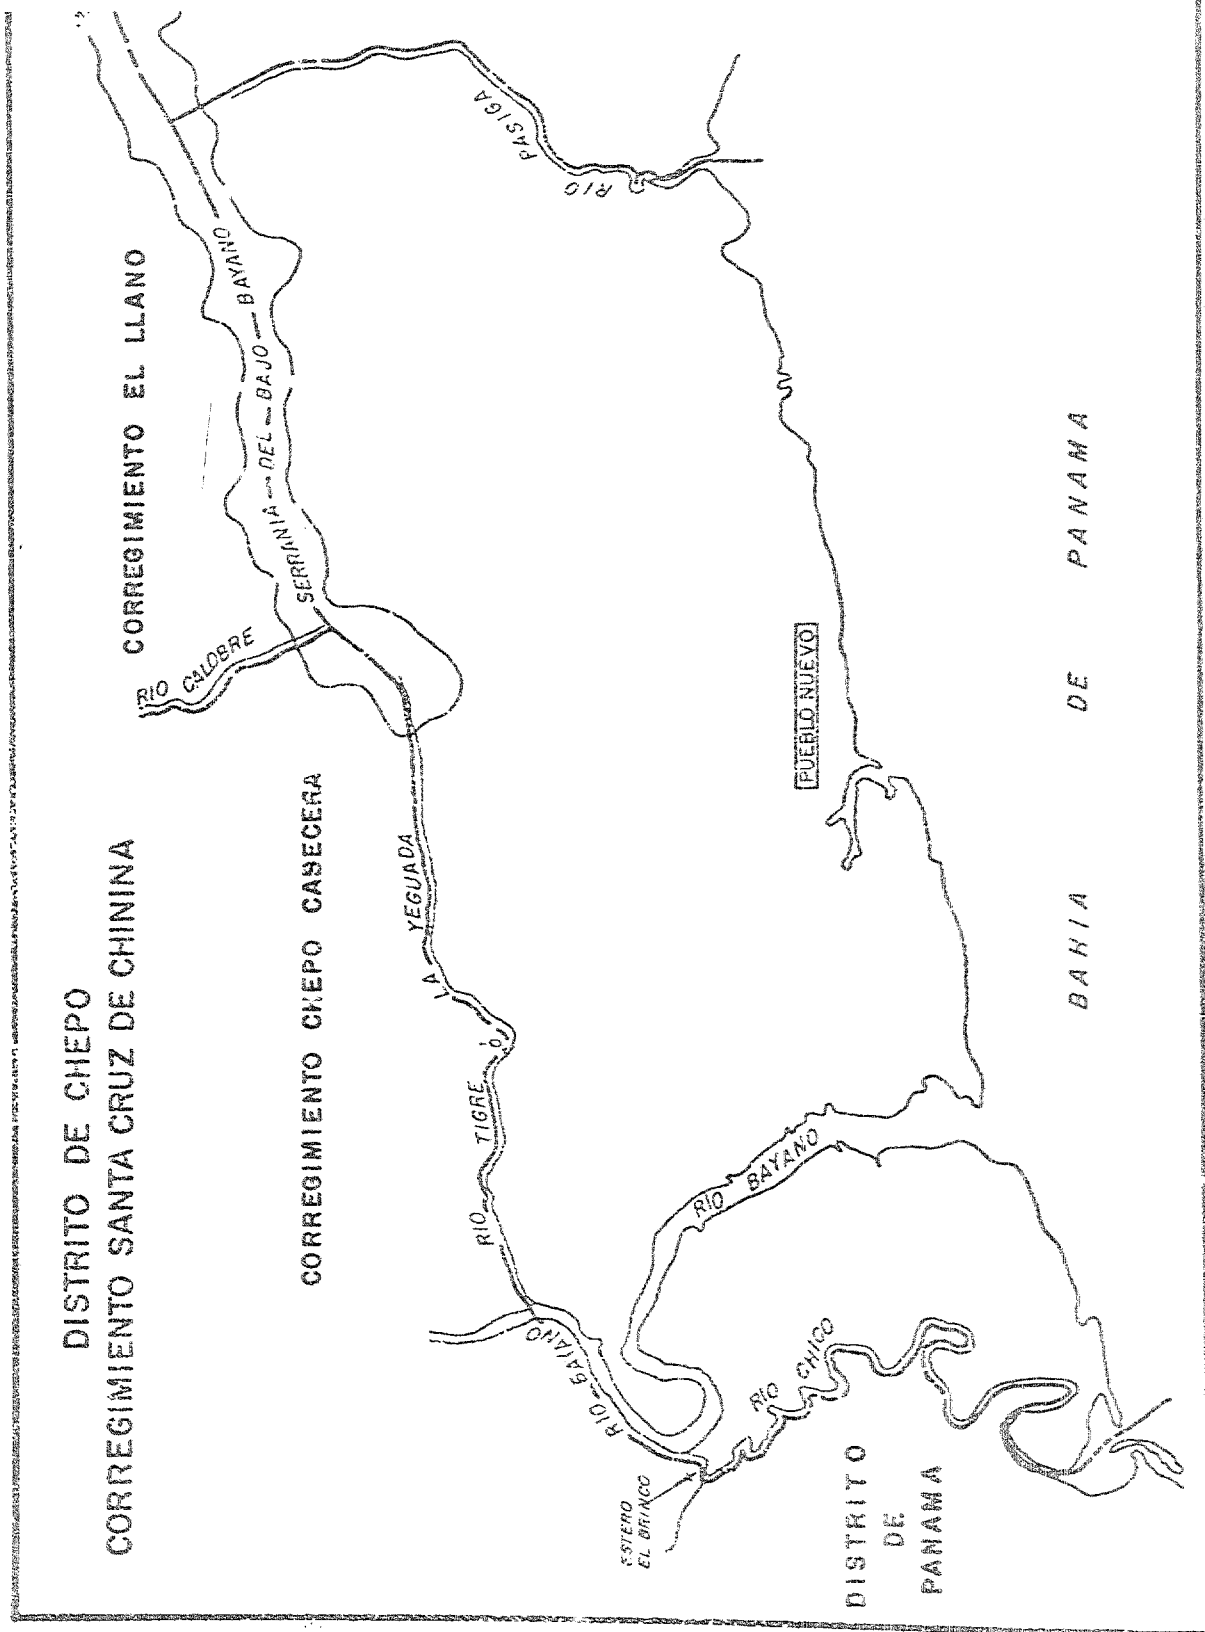 DISTRITO DE CHEPO
CORREGIMIENTO SANTA CRUZ DE CHININA
CORREGIMIENTO EL LLANO
RIO CALOBRE
SERRANIA DEL BAJO BAYANO
CORREGIMIENTO CHEPO CABECERA
RIO PASIGA
RIO TIGRE O LA YEGUADA
RIO BAIANO
RIO BAYANO
PUEBLO NUEVO
ESTERO
EL BRINCO
RIO CHICO
DISTRITO
DE
PANAMA
BAHIA DE PANAMA